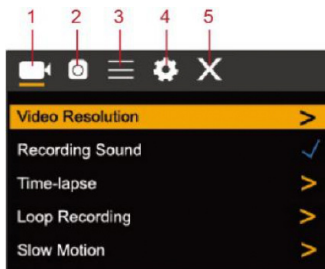 1 2 3 4 5
Video Resolution >
Recording Sound
Time-lapse >
Loop Recording >
Slow Motion >